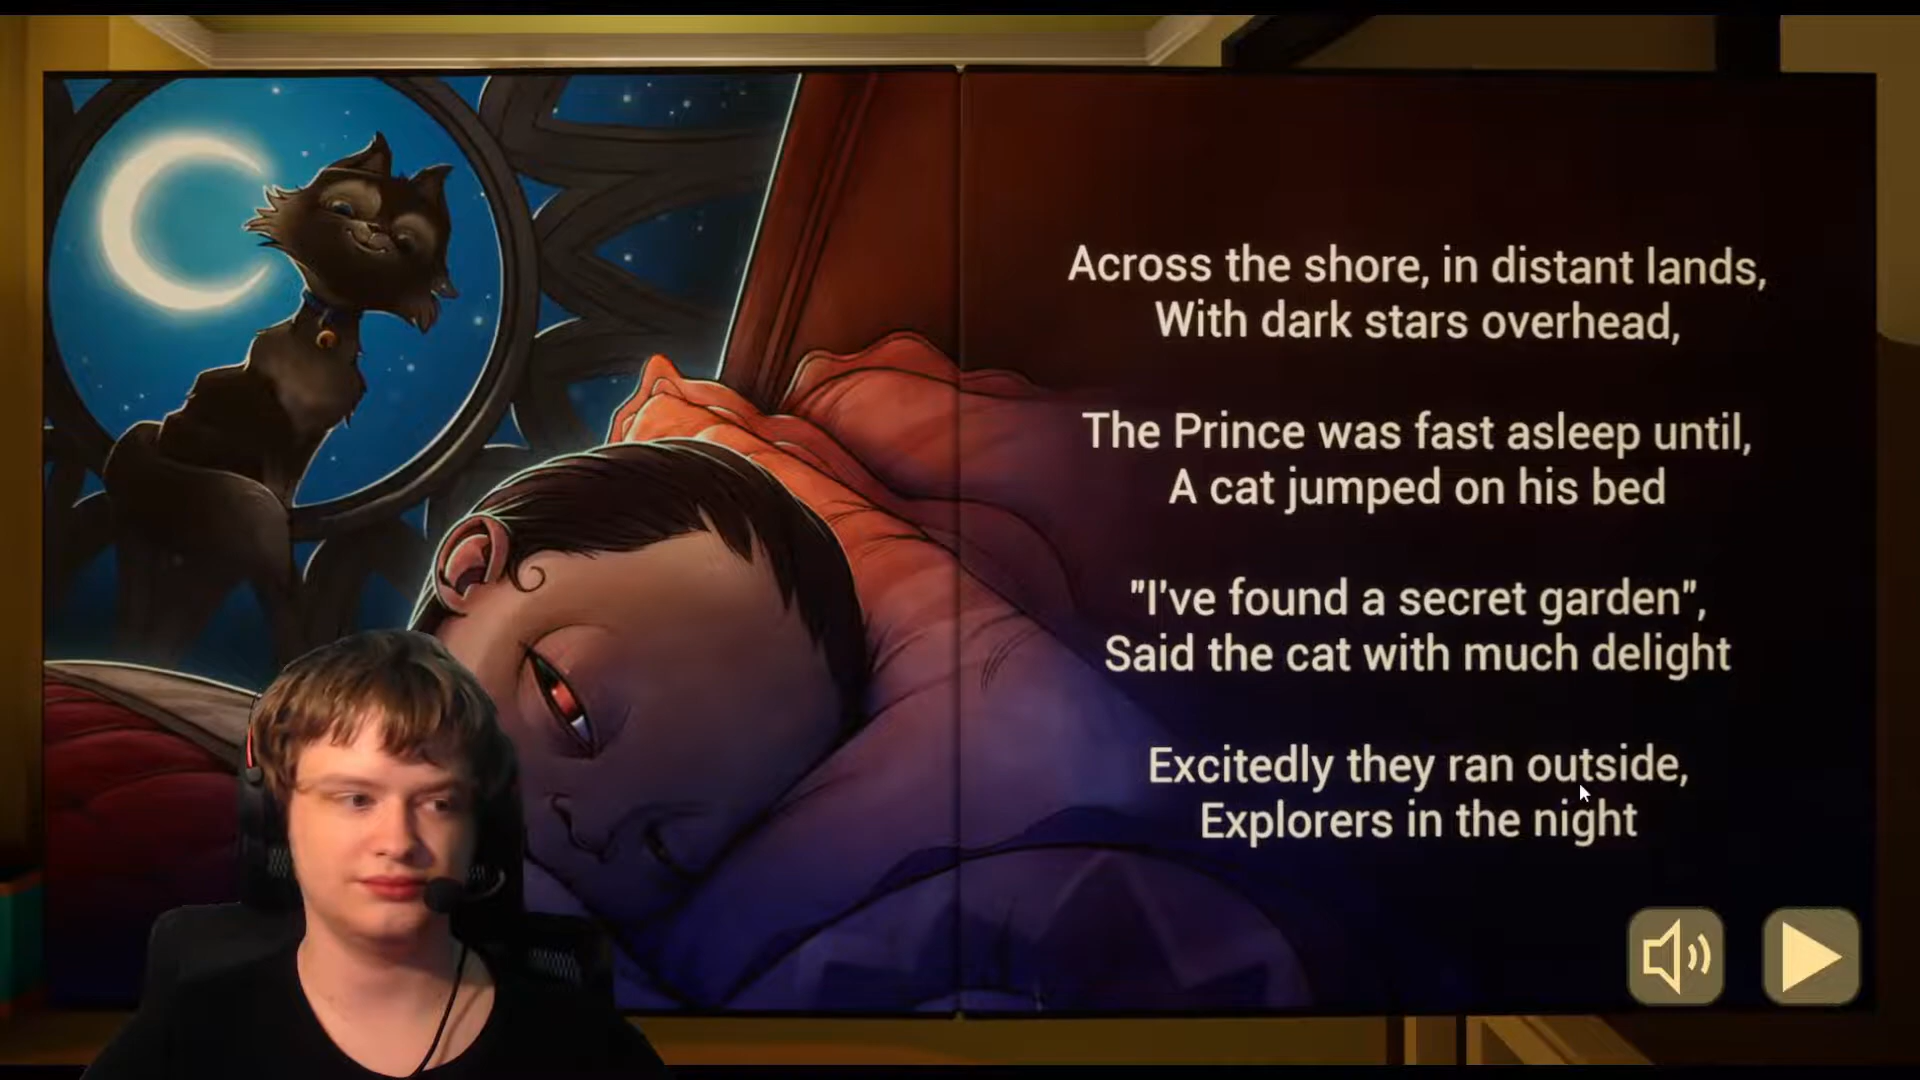 Across the shore, in distant lands,
With dark stars overhead,
The Prince was fast asleep until,
A cat jumped on his bed
"I've found a secret garden",
Said the cat with much delight
Excitedly they ran outside,
Explorers in the night